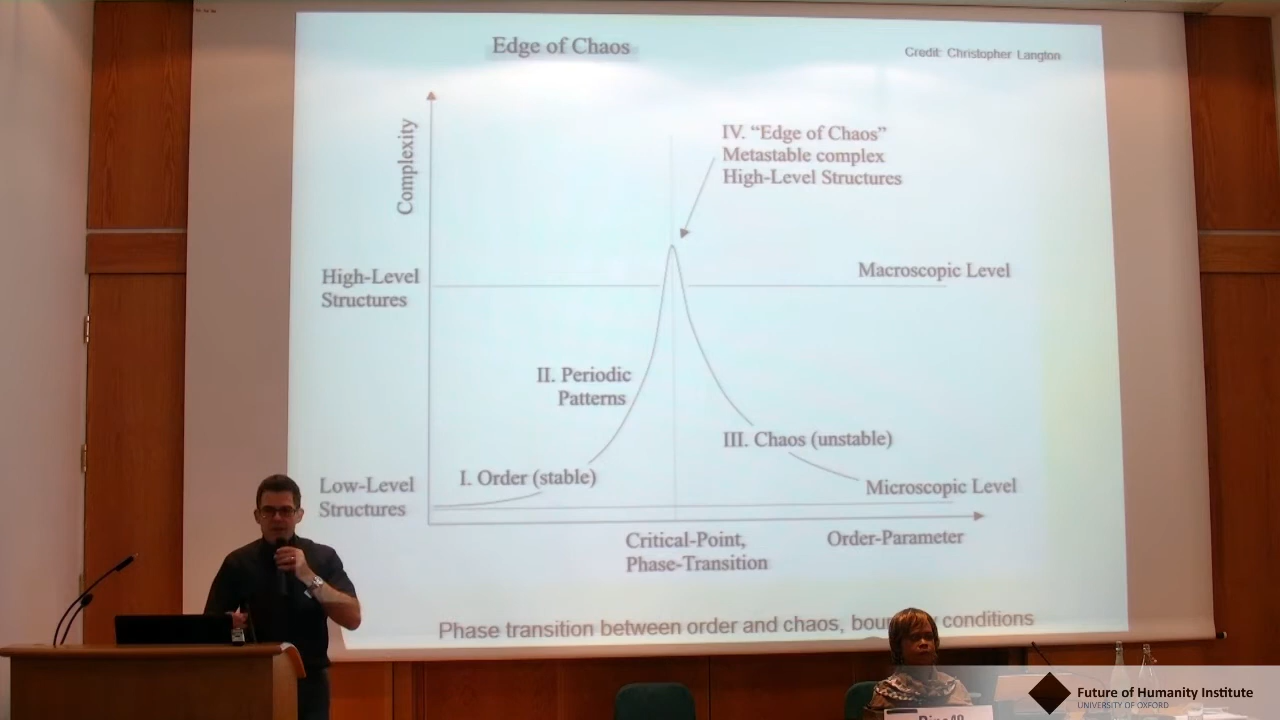 Edge of Chaos
Credit: Christopher Langton
Complexity
IV. “Edge of Chaos”
Metastable complex
High-Level Structures
High-Level
Structures
Macroscopic Level
II. Periodic
Patterns
III. Chaos (unstable)
I. Order (stable)
Low-Level
Structures
Microscopic Level
Critical-Point,
Phase-Transition
Order-Parameter
Phase transition between order and chaos, conditions
Future of Humanity Institute
UNIVERSITY OF OXFORD